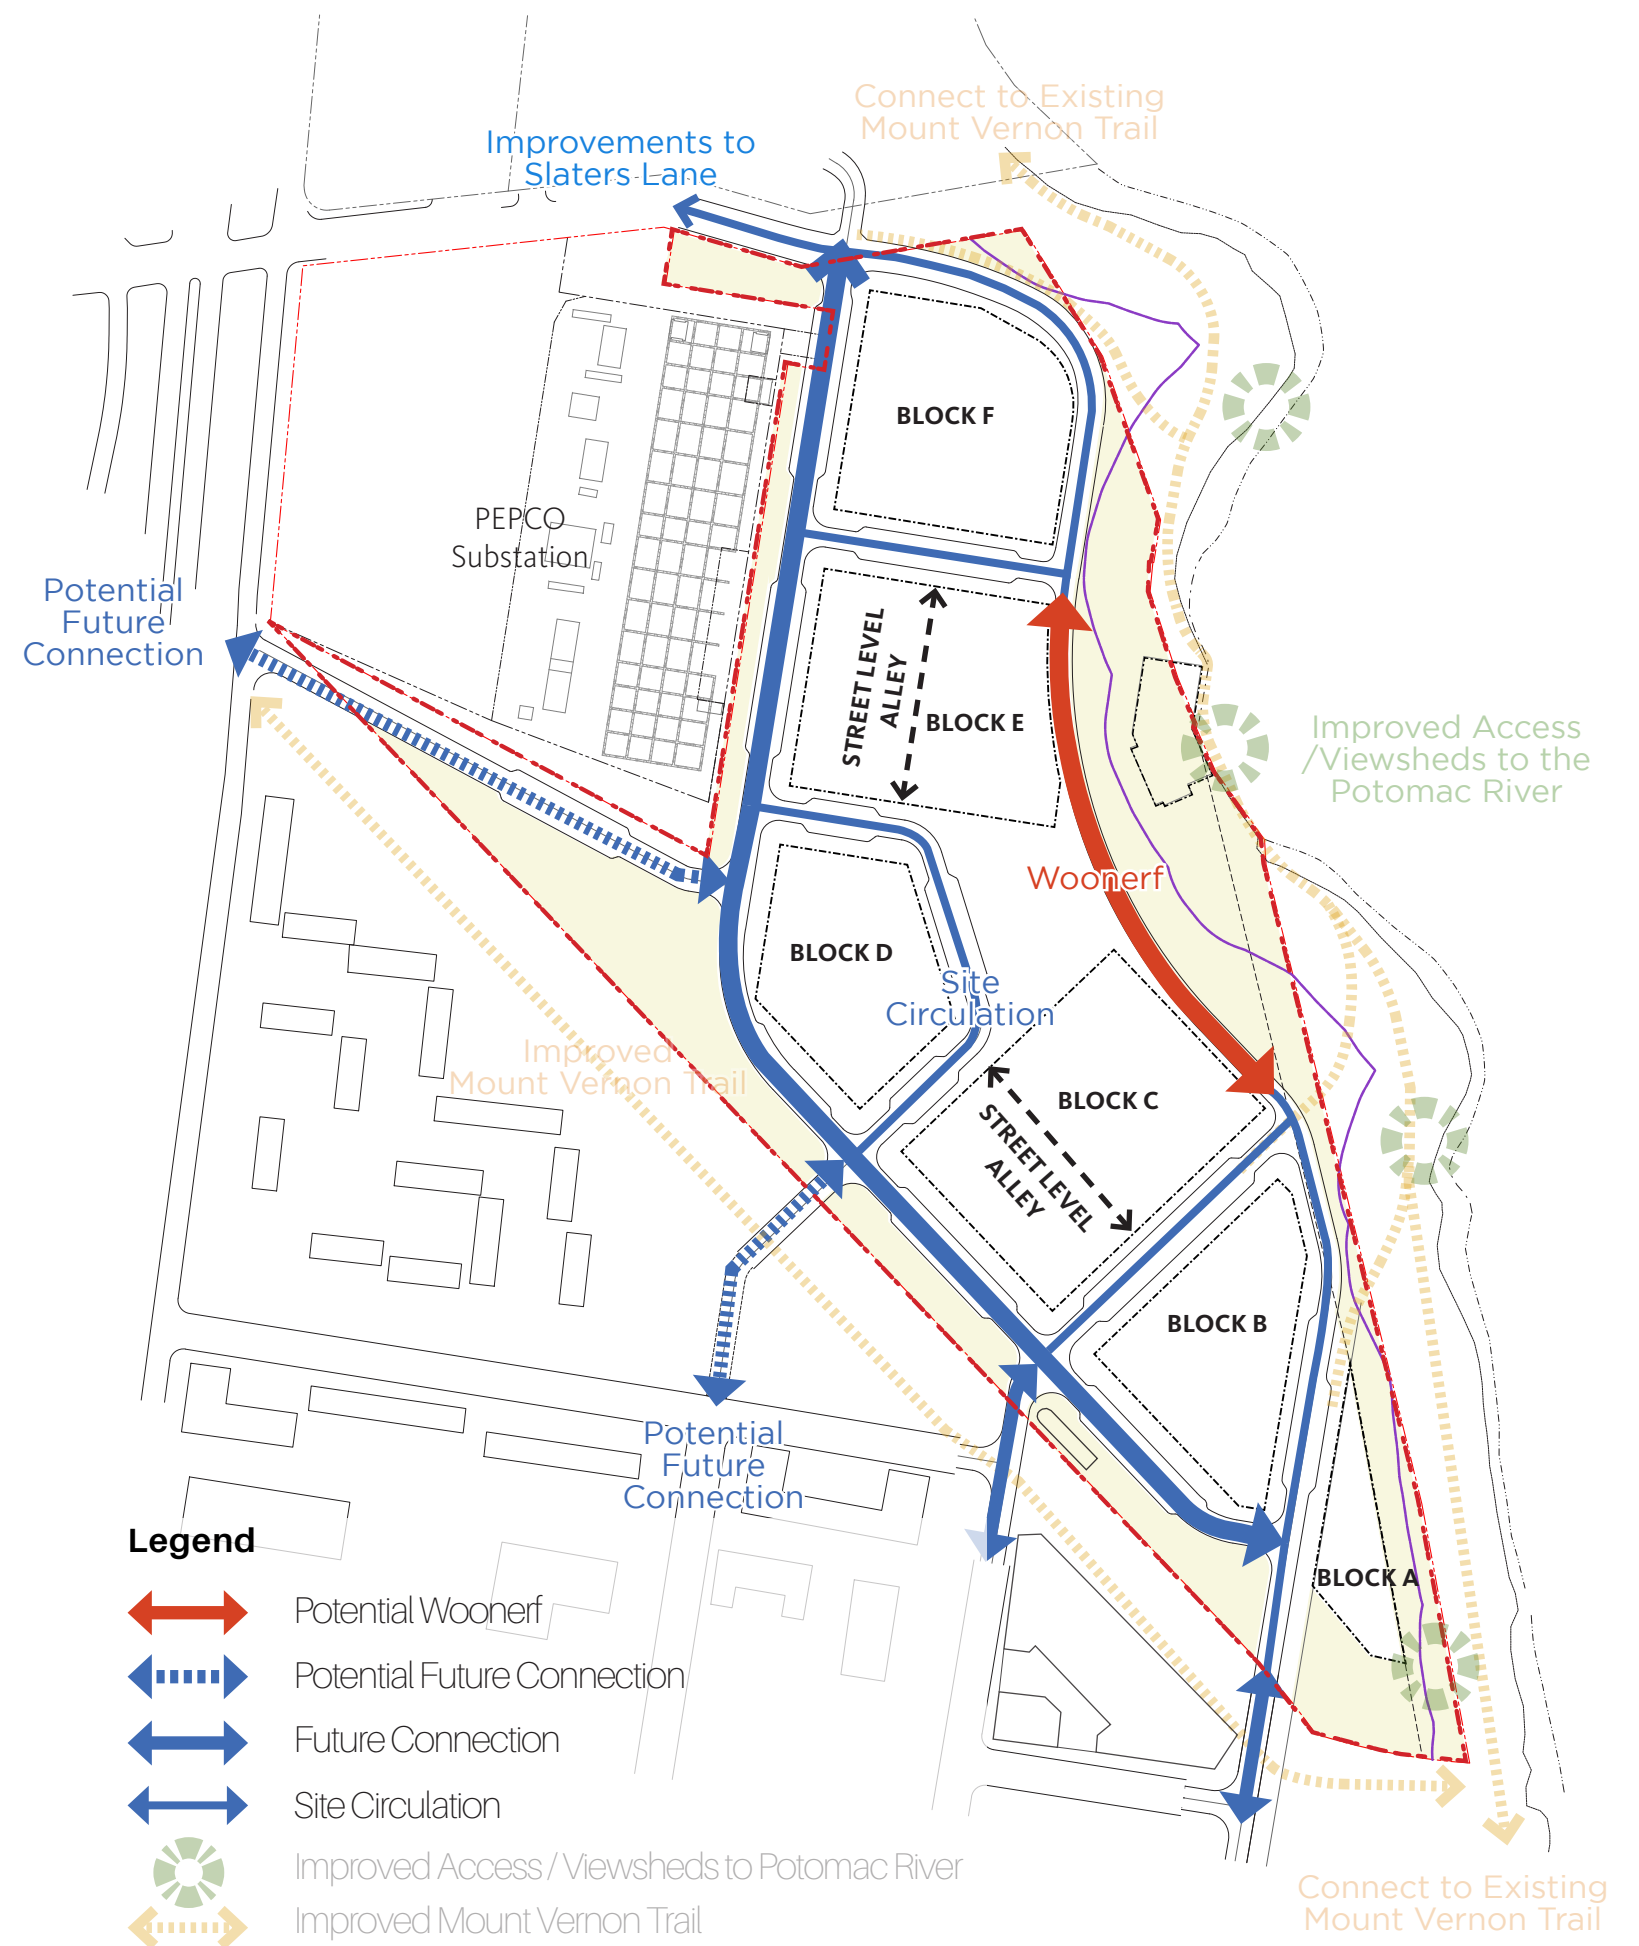 Connect to Existing
Mount Vernon Trail
Improvements to
Slaters Lane
BLOCK F
PEPCO
Substation
Potential
Future
Connection
STREET LEVEL
ALLEY
BLOCK E
Improved Access
/Viewsheds to the
Potomac River
Woonerf
BLOCK D
Site
Circulation
Improved
Mount Vernon Trail
BLOCK C
STREET LEVEL
ALLEY
BLOCK B
Potential
Future
Connection
BLOCK A
Legend
Potential Woonerf
Potential Future Connection
Future Connection
Site Circulation
Improved Access / Viewsheds to Potomac River
Improved Mount Vernon Trail
Connect to Existing
Mount Vernon Trail